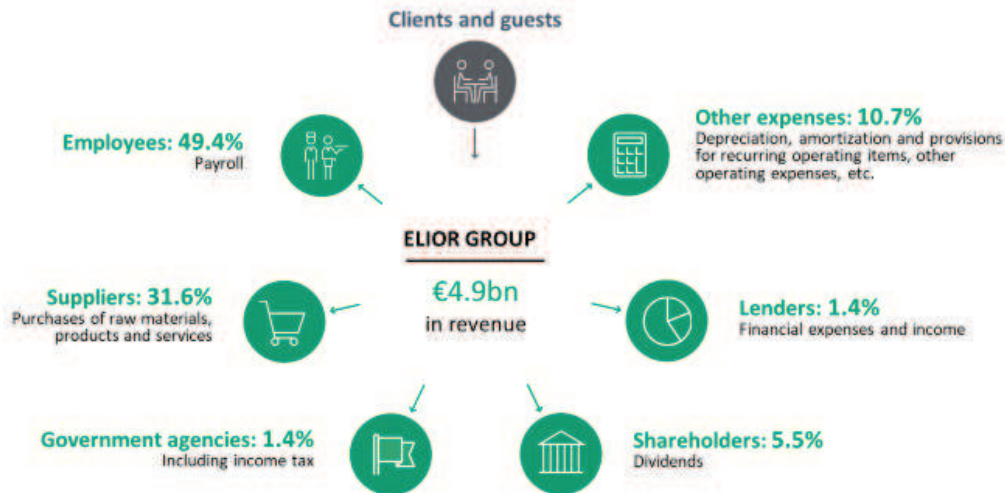 Clients and guests
Employees: 49.4%
Payroll
Other expenses: 10.7%
Depreciation, amortization and provisions
for recurring operating items, other
operating expenses, etc.
ELIOR GROUP
€4.9bn
in revenue
Suppliers: 31.6%
Purchases of raw materials,
products and services
Lenders: 1.4%
Financial expenses and income
Government agencies: 1.4%
Including income tax
Shareholders: 5.5%
Dividends